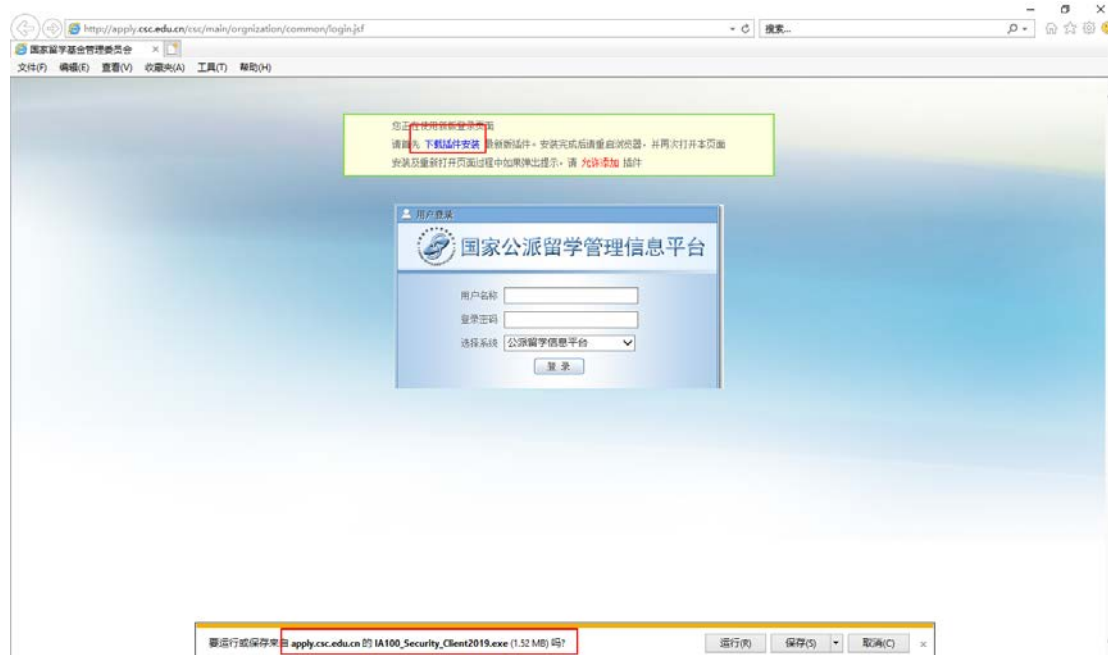 http://apply.csc.edu.cn/csc/main/orgnization/common/login.jsf
搜索...
国家留学基金管理委员会
文件(F) 编辑(E) 查看(V) 收藏夹(A) 工具(T) 帮助(H)
您正在使用新版登录页面
请首先 下载插件安装 最新新插件。安装完成后请重启浏览器,并再次打开本页面
安装及重新打开页面过程中如果弹出提示,请 允许添加 插件
用户登录
国家公派留学管理信息平台
用户名称
登录密码
选择系统 公派留学信息平台
登 录
要运行或保存来自 apply.csc.edu.cn 的 IA100_Security_Client2019.exe (1.52 MB) 吗?
运行(R) 保存(S) 取消(C)